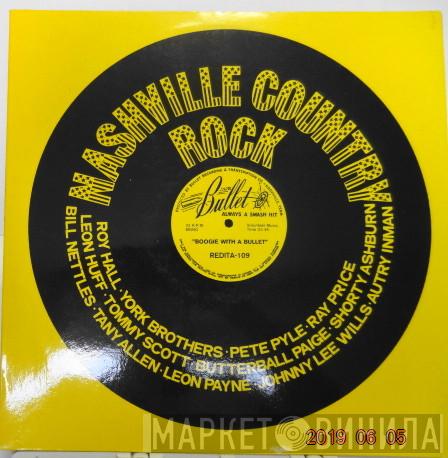 NASHVILLE COUNTRY
ROCK
Bullet
ALWAYS A SMASH HIT
"BOOGIE WITH A BULLET"
REDITA-109
ROY HALL · YORK BROTHERS · PETE PYLE · RAY PRICE
LEON HUFF · TOMMY SCOTT · BUTTERBALL PAIGE · SHORTY ASHBURN
BILL NETTLES · TANY ALLEN · LEON PAYNE · JOHNNY LEE WILLS · AUTRY INMAN
МАРКЕТ ВИНИЛА
2019 06 05